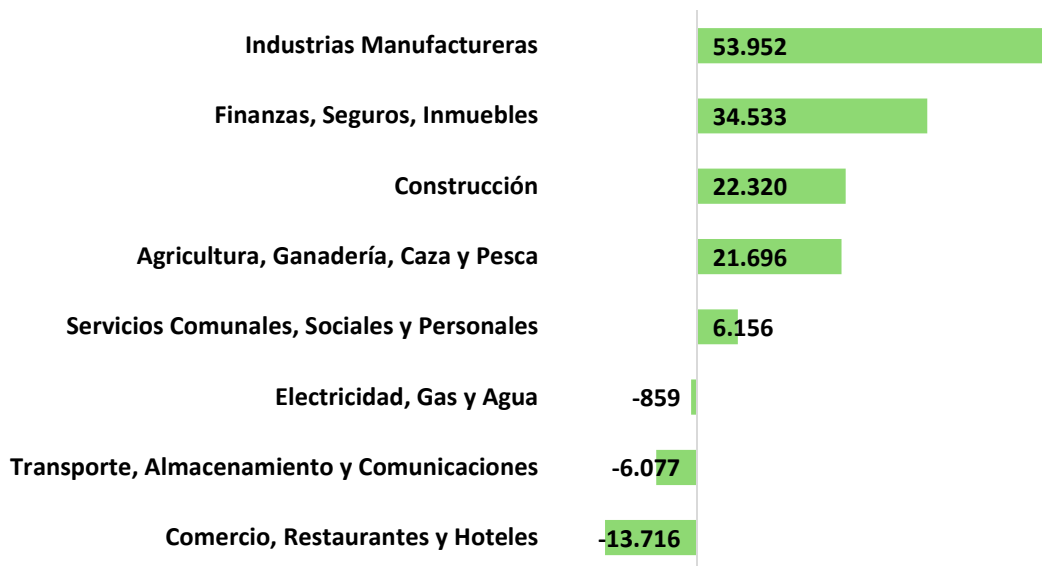 Industrias Manufactureras 53.952
Finanzas, Seguros, Inmuebles 34.533
Construcción 22.320
Agricultura, Ganadería, Caza y Pesca 21.696
Servicios Comunales, Sociales y Personales 6.156
Electricidad, Gas y Agua -859
Transporte, Almacenamiento y Comunicaciones -6.077
Comercio, Restaurantes y Hoteles -13.716